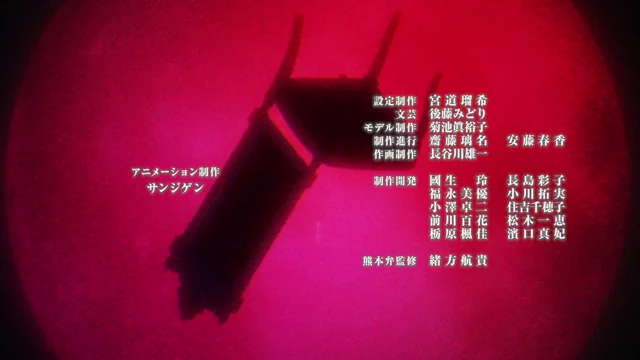 アニメーション制作
サンジゲン
設定制作 宮道瑠希
文芸 後藤みどり
モデル制作 菊池眞裕子
制作進行 齋藤璃名 安藤春香
作画制作 長谷川雄一
制作開発 國生 玲 長島彩子
福永美優 小川拓実
小澤卓二 住吉千穂子
前川百花 松木一恵
栃原楓佳 濱口真妃
熊本弁監修 緒方航貴